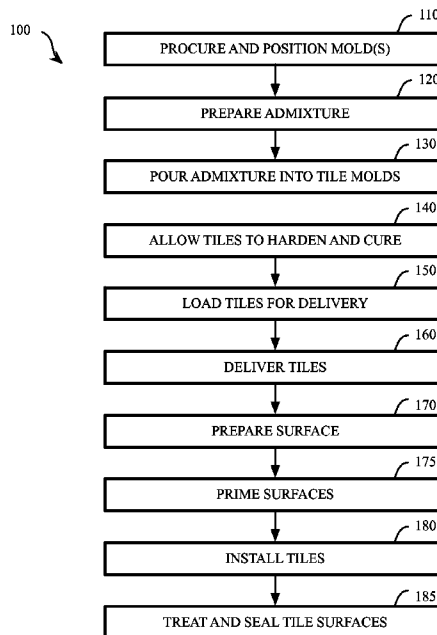 100
110
PROCURE AND POSITION MOLD(S)
120
PREPARE ADMIXTURE
130
POUR ADMIXTURE INTO TILE MOLDS
140
ALLOW TILES TO HARDEN AND CURE
150
LOAD TILES FOR DELIVERY
160
DELIVER TILES
170
PREPARE SURFACE
175
PRIME SURFACES
180
INSTALL TILES
185
TREAT AND SEAL TILE SURFACES